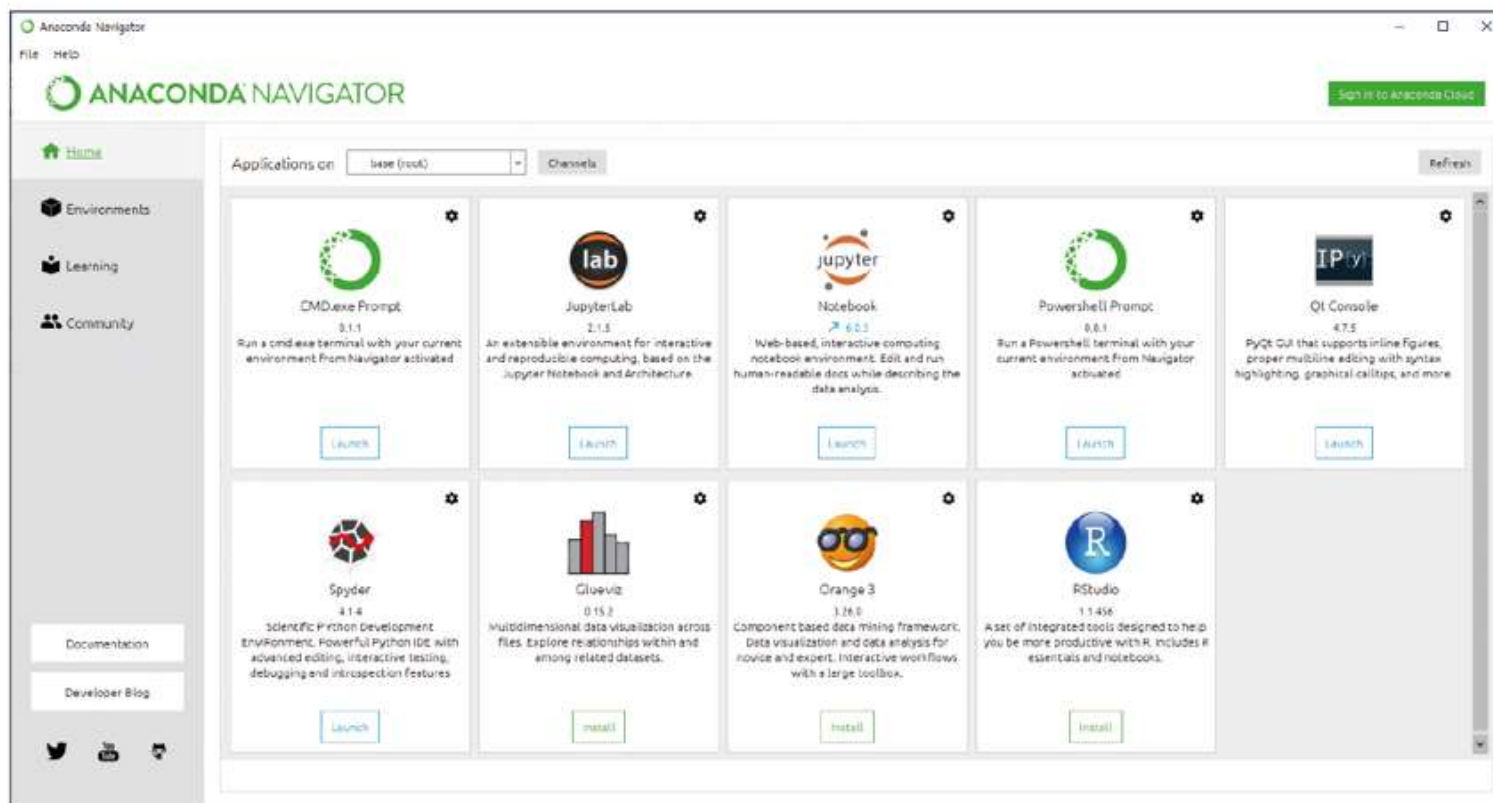 Anaconda Navigator
File Help
ANACONDA NAVIGATOR
Sign in to Anaconda Cloud
Home
Environments
Learning
Community
Documentation
Developer Blog
You
Tube
Applications on base (root) Channels Refresh
CMD.exe Prompt
0.1.1
Run a cmd.exe terminal with your current
environment from Navigator activated
Launch
lab
JupyterLab
2.1.5
An extensible environment for interactive
and reproducible computing, based on the
Jupyter Notebook and Architecture.
Launch
jupyter
Notebook
6.0.3
Web-based, interactive computing
notebook environment. Edit and run
human-readable docs while describing the
data analysis.
Launch
Powershell Prompt
0.0.1
Run a Powershell terminal with your
current environment from Navigator
activated
Launch
IP[y]
Qt Console
4.7.5
PyQt GUI that supports inline figures,
proper multiline editing with syntax
highlighting, graphical calltips, and more.
Launch
Spyder
4.1.4
Scientific Python Development
EnviRonment. Powerful Python IDE with
advanced editing, interactive testing,
debugging and introspection features
Launch
Glueviz
0.15.2
Multidimensional data visualization across
files. Explore relationships within and
among related datasets.
Install
Orange 3
3.26.0
Component based data mining framework.
Data visualization and data analysis for
novice and expert. Interactive workflows
with a large toolbox.
Install
R
RStudio
1.1.456
A set of integrated tools designed to help
you be more productive with R. Includes R
essentials and notebooks.
Install